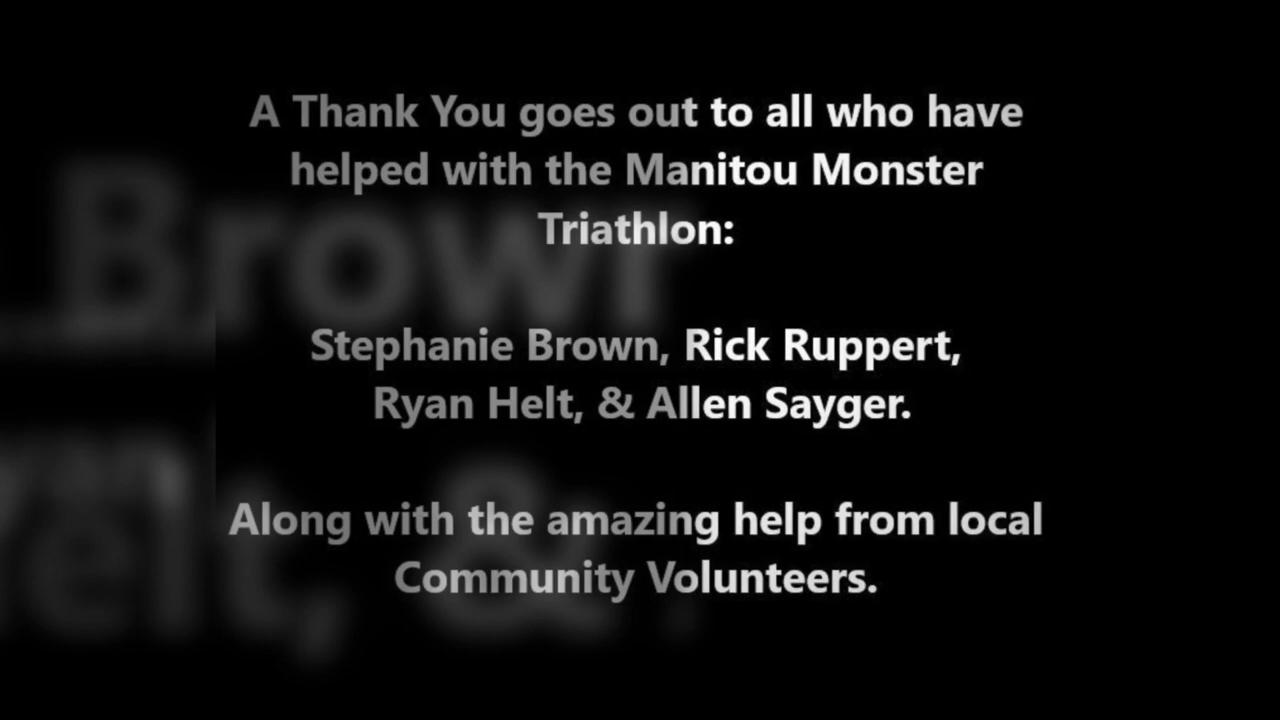 A Thank You goes out to all who have
helped with the Manitou Monster
Triathlon:
Stephanie Brown, Rick Ruppert,
Ryan Helt, & Allen Sayger.
Along with the amazing help from local
Community Volunteers.